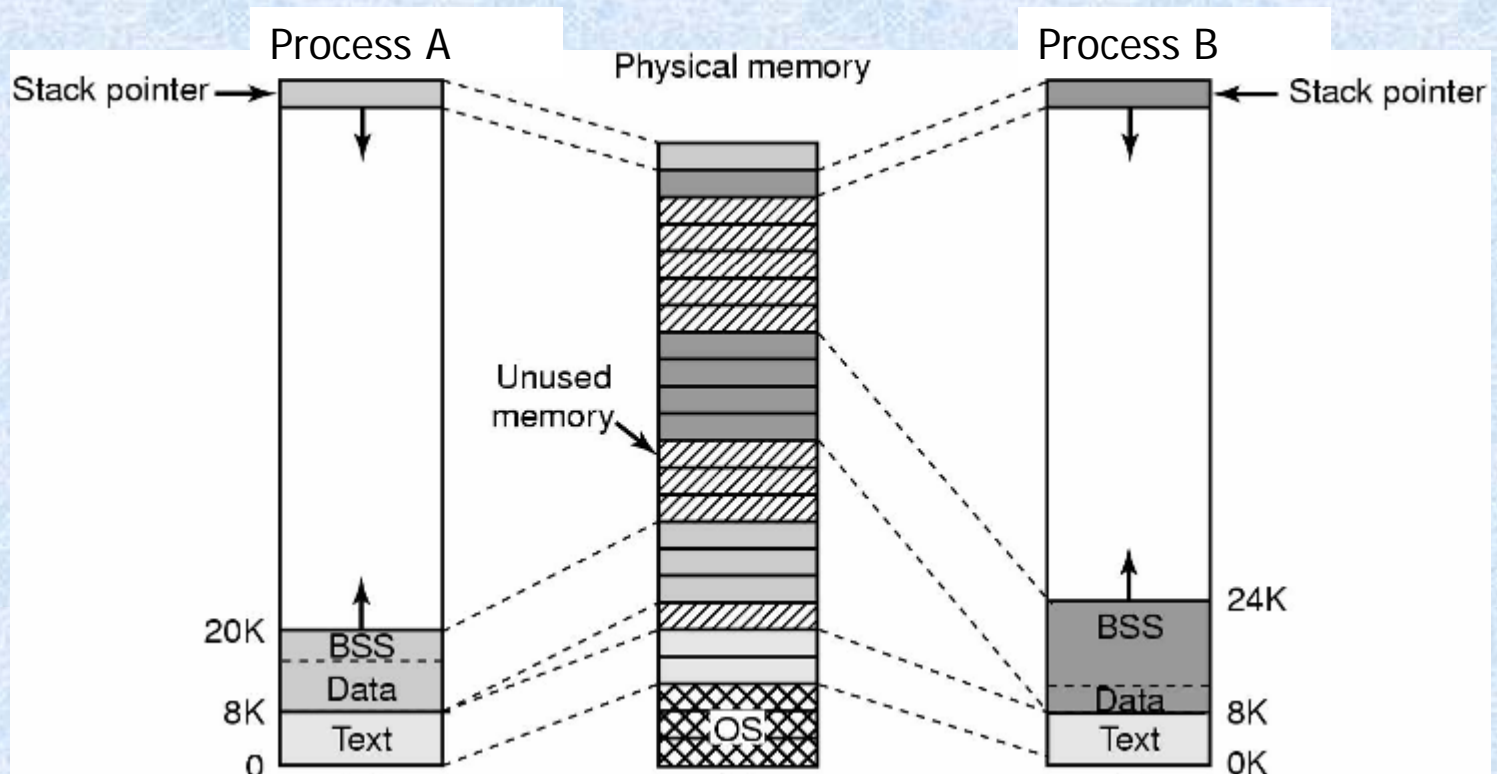 Process A
Process B
Physical memory
Stack pointer
Stack pointer
Unused
memory
24K
20K
BSS
BSS
Data
Data
8K
8K
Text
OS
Text
0
0K